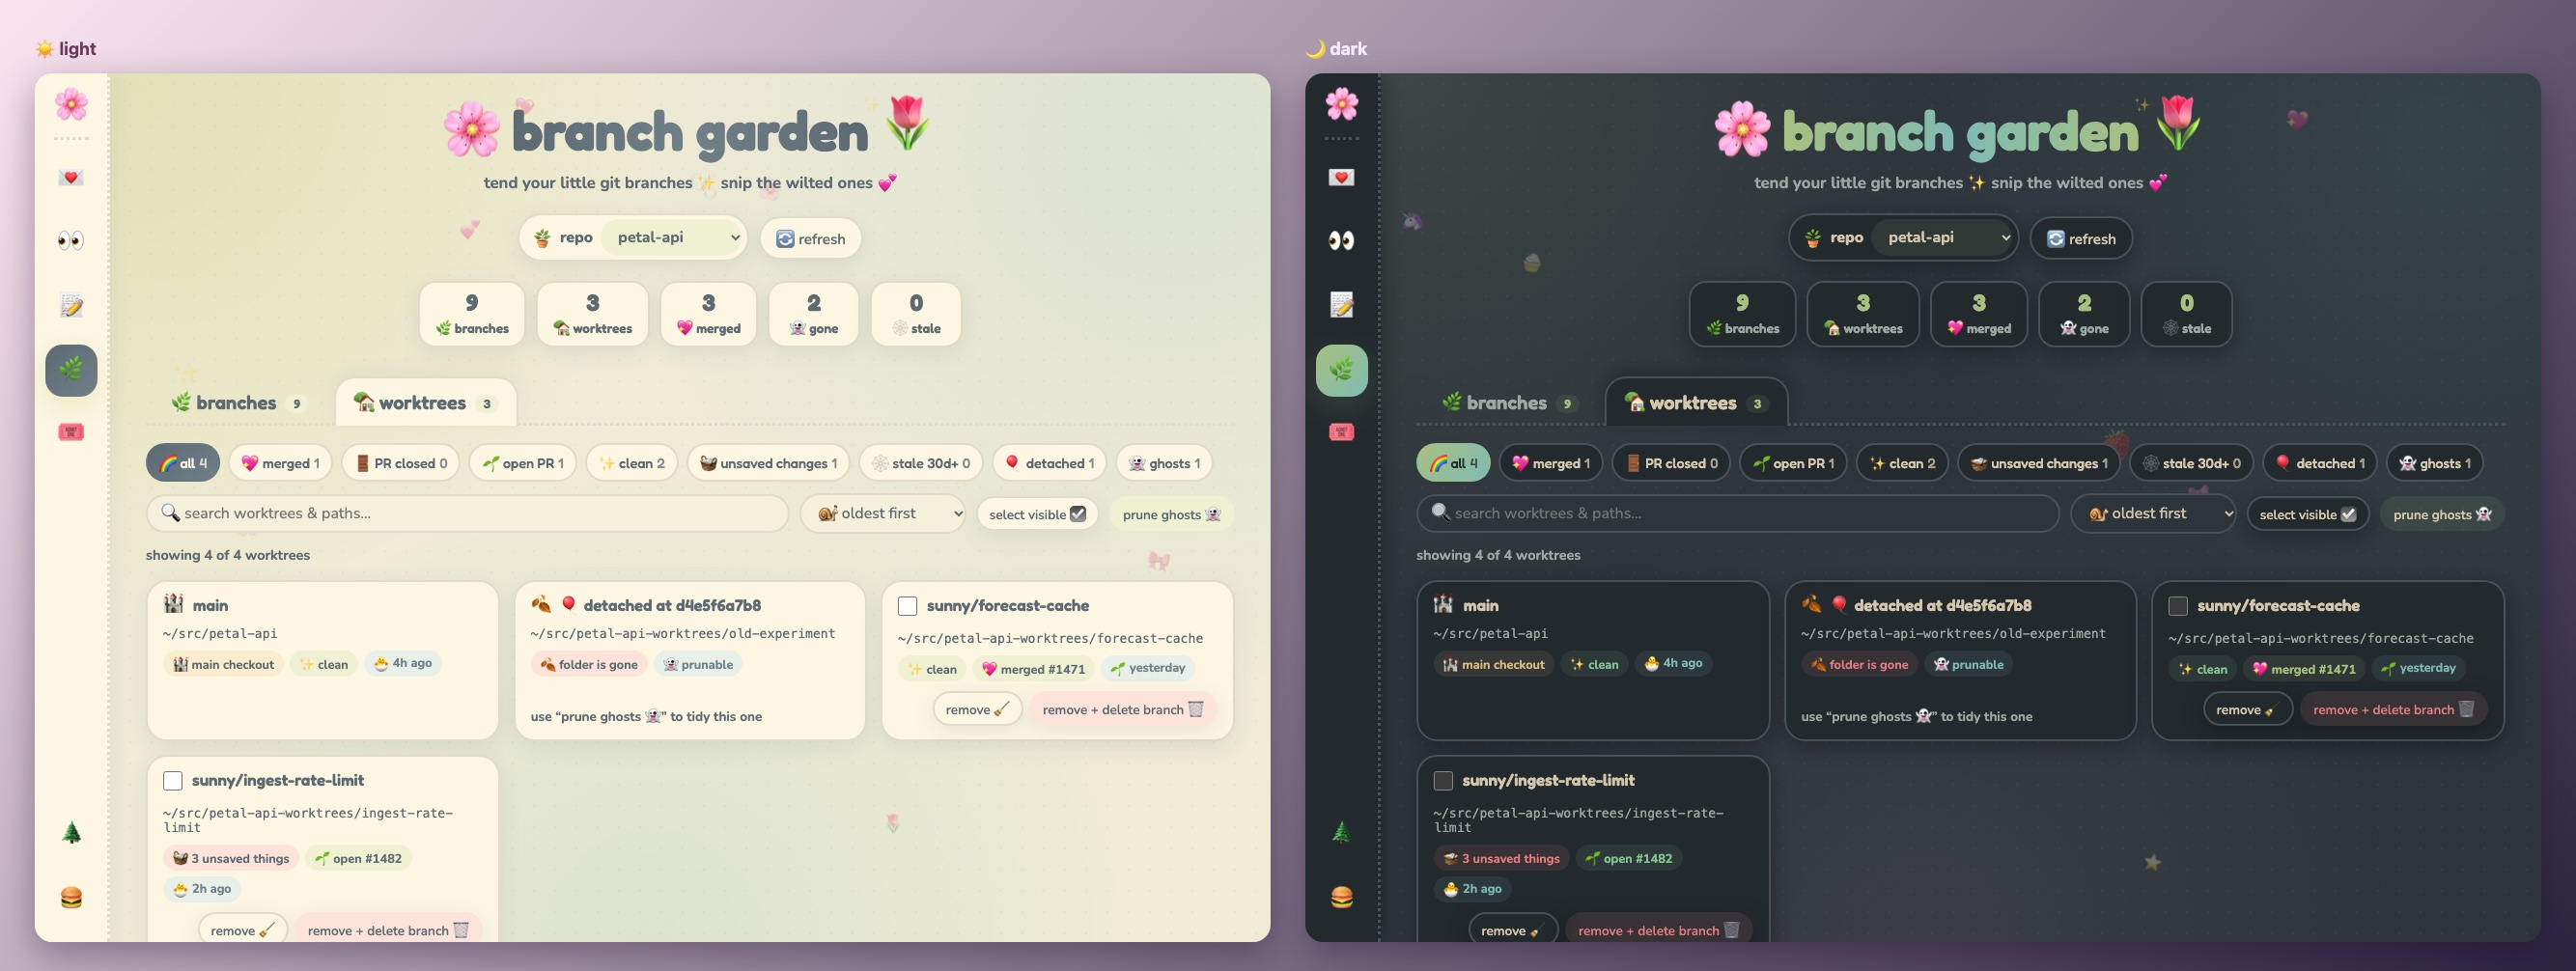 light
branch garden
tend your little git branches ✨ snip the wilted ones 💕
repo petal-api refresh
9 3 3 2 0
branches worktrees merged gone stale
branches 9 worktrees 3
all 4 merged 1 PR closed 0 open PR 1 clean 2 unsaved changes 1 stale 30d+ 0 detached 1 ghosts 1
search worktrees & paths... oldest first select visible prune ghosts
showing 4 of 4 worktrees
main
~/src/petal-api
main checkout clean 4h ago
detached at d4e5f6a7b8
~/src/petal-api-worktrees/old-experiment
folder is gone prunable
use “prune ghosts 👻” to tidy this one
sunny/forecast-cache
~/src/petal-api-worktrees/forecast-cache
clean merged #1471 yesterday
remove remove + delete branch
sunny/ingest-rate-limit
~/src/petal-api-worktrees/ingest-rate-
limit
3 unsaved things open #1482
2h ago
remove remove + delete branch
dark
branch garden
tend your little git branches ✨ snip the wilted ones 💕
repo petal-api refresh
9 3 3 2 0
branches worktrees merged gone stale
branches 9 worktrees 3
all 4 merged 1 PR closed 0 open PR 1 clean 2 unsaved changes 1 stale 30d+ 0 detached 1 ghosts 1
search worktrees & paths... oldest first select visible prune ghosts
showing 4 of 4 worktrees
main
~/src/petal-api
main checkout clean 4h ago
detached at d4e5f6a7b8
~/src/petal-api-worktrees/old-experiment
folder is gone prunable
use “prune ghosts 👻” to tidy this one
sunny/forecast-cache
~/src/petal-api-worktrees/forecast-cache
clean merged #1471 yesterday
remove remove + delete branch
sunny/ingest-rate-limit
~/src/petal-api-worktrees/ingest-rate-
limit
3 unsaved things open #1482
2h ago
remove remove + delete branch